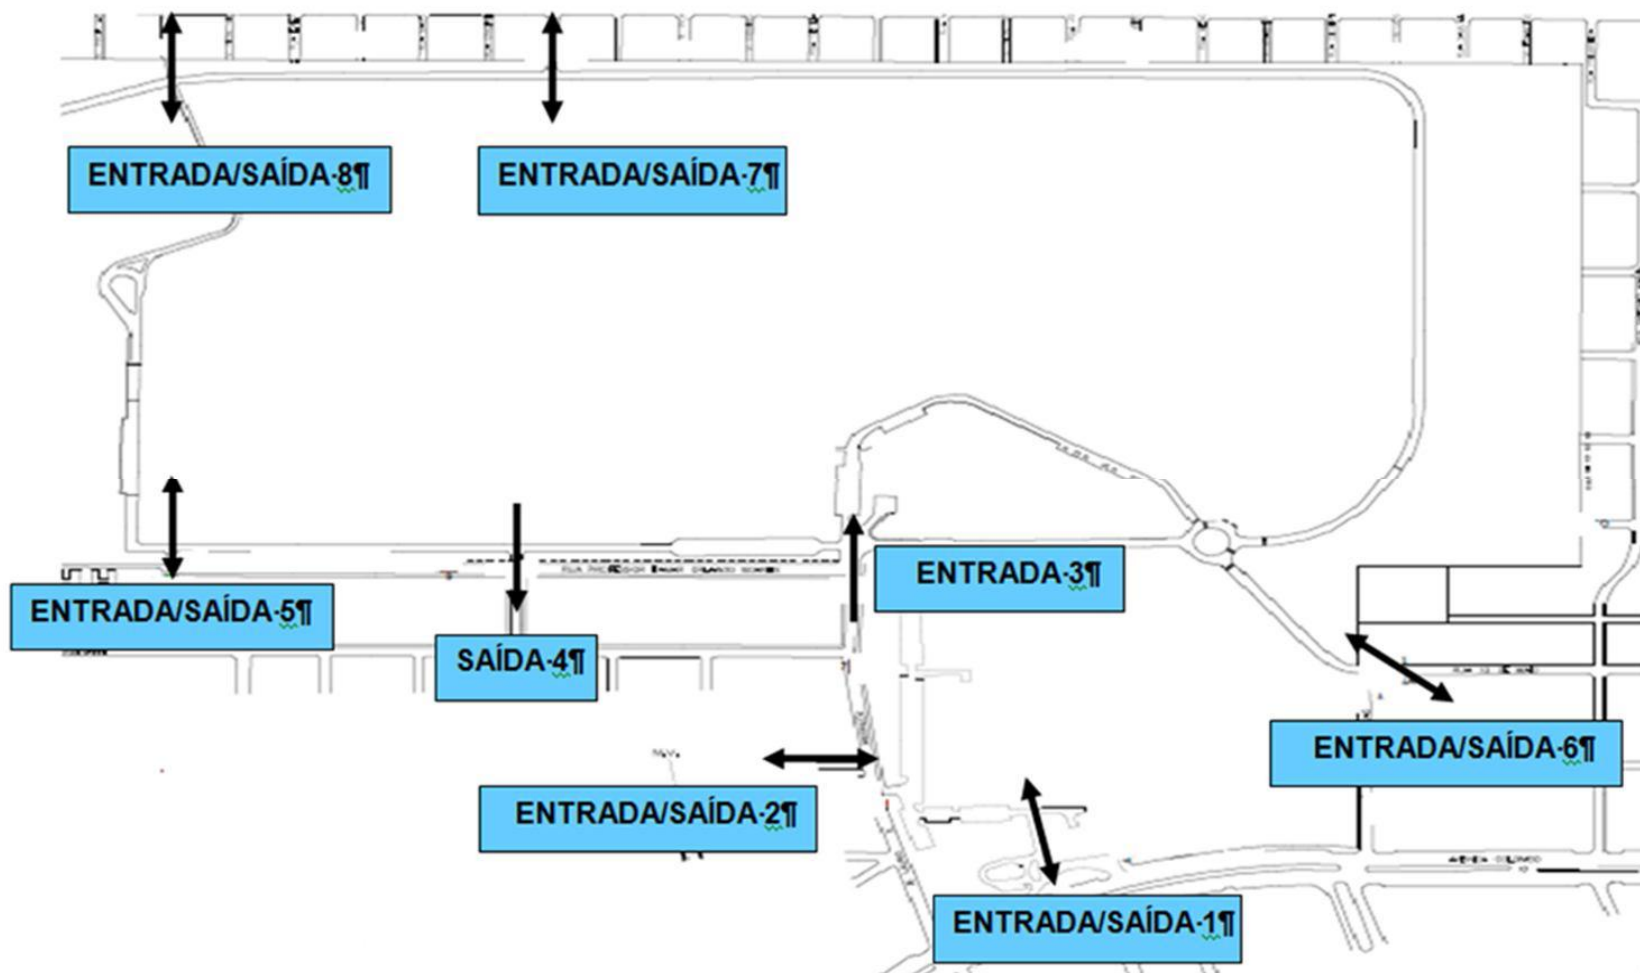 ENTRADA/SAÍDA·8¶
ENTRADA/SAÍDA·7¶
ENTRADA·3¶
ENTRADA/SAÍDA·5¶
SAÍDA·4¶
ENTRADA/SAÍDA·6¶
ENTRADA/SAÍDA·2¶
ENTRADA/SAÍDA·1¶